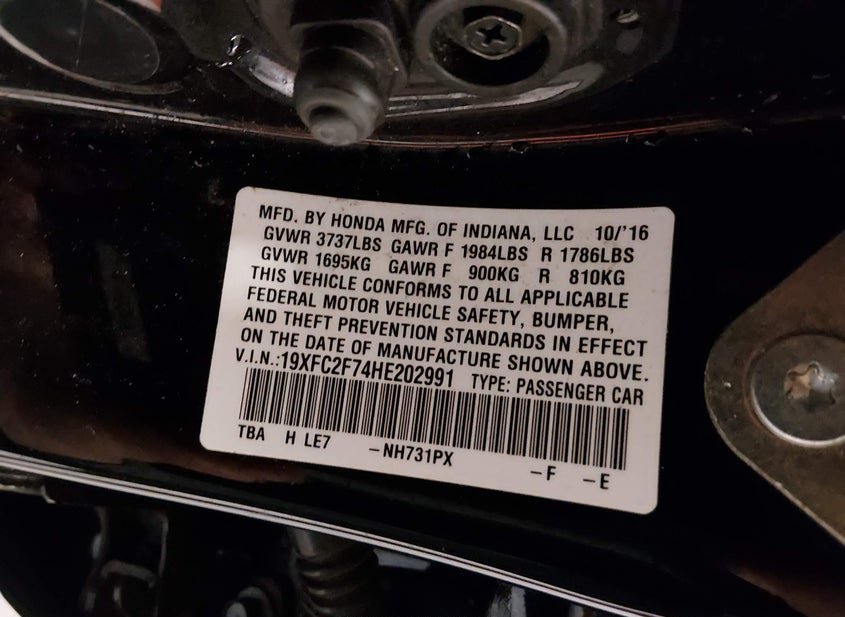 MFD. BY HONDA MFG. OF INDIANA, LLC 10/'16
GVWR 3737LBS GAWR F 1984LBS R 1786LBS
GVWR 1695KG GAWR F 900KG R 810KG
THIS VEHICLE CONFORMS TO ALL APPLICABLE
FEDERAL MOTOR VEHICLE SAFETY, BUMPER,
AND THEFT PREVENTION STANDARDS IN EFFECT
ON THE DATE OF MANUFACTURE SHOWN ABOVE.
V.I.N.:19XFC2F74HE202991 TYPE: PASSENGER CAR
TBA H LE7 –NH731PX –F –E